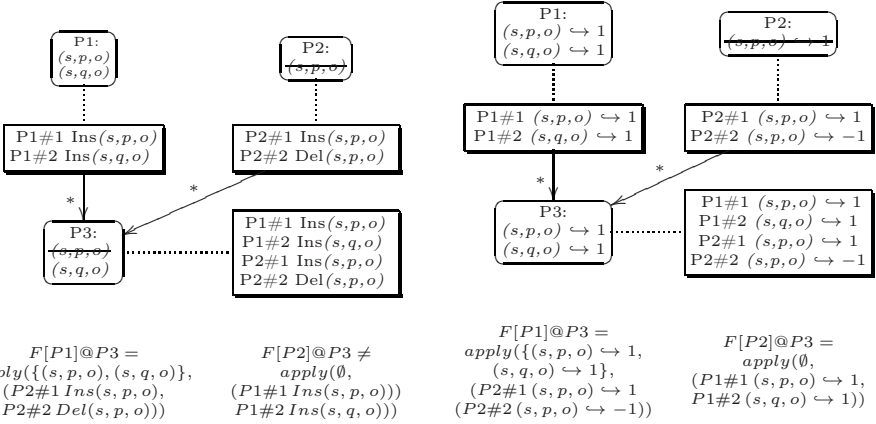 P1:
(s,p,o)
(s,q,o)
P2:
(s,p,o)
P1#1 Ins(s,p,o)
P1#2 Ins(s,q,o)
P2#1 Ins(s,p,o)
P2#2 Del(s,p,o)
*
*
P3:
(s,p,o)
(s,q,o)
P1#1 Ins(s,p,o)
P1#2 Ins(s,q,o)
P2#1 Ins(s,p,o)
P2#2 Del(s,p,o)
F[P1]@P3 =
ply({(s, p, o), (s, q, o)},
(P2#1 Ins(s, p, o),
P2#2 Del(s, p, o)))
F[P2]@P3 ≠
apply(∅,
(P1#1 Ins(s, p, o)))
P1#2 Ins(s, q, o)))
P1:
(s,p,o) ↪ 1
(s,q,o) ↪ 1
P2:
(s,p,o) ↪ 1
P1#1 (s,p,o) ↪ 1
P1#2 (s,q,o) ↪ 1
P2#1 (s,p,o) ↪ 1
P2#2 (s,p,o) ↪ −1
*
*
P3:
(s,p,o) ↪ 1
(s,q,o) ↪ 1
P1#1 (s,p,o) ↪ 1
P1#2 (s,q,o) ↪ 1
P2#1 (s,p,o) ↪ 1
P2#2 (s,p,o) ↪ −1
F[P1]@P3 =
apply({(s, p, o) ↪ 1,
(s, q, o) ↪ 1},
(P2#1 (s, p, o) ↪ 1
(P2#2 (s, p, o) ↪ −1))
F[P2]@P3 =
apply(∅,
(P1#1 (s, p, o) ↪ 1,
P1#2 (s, q, o) ↪ 1))